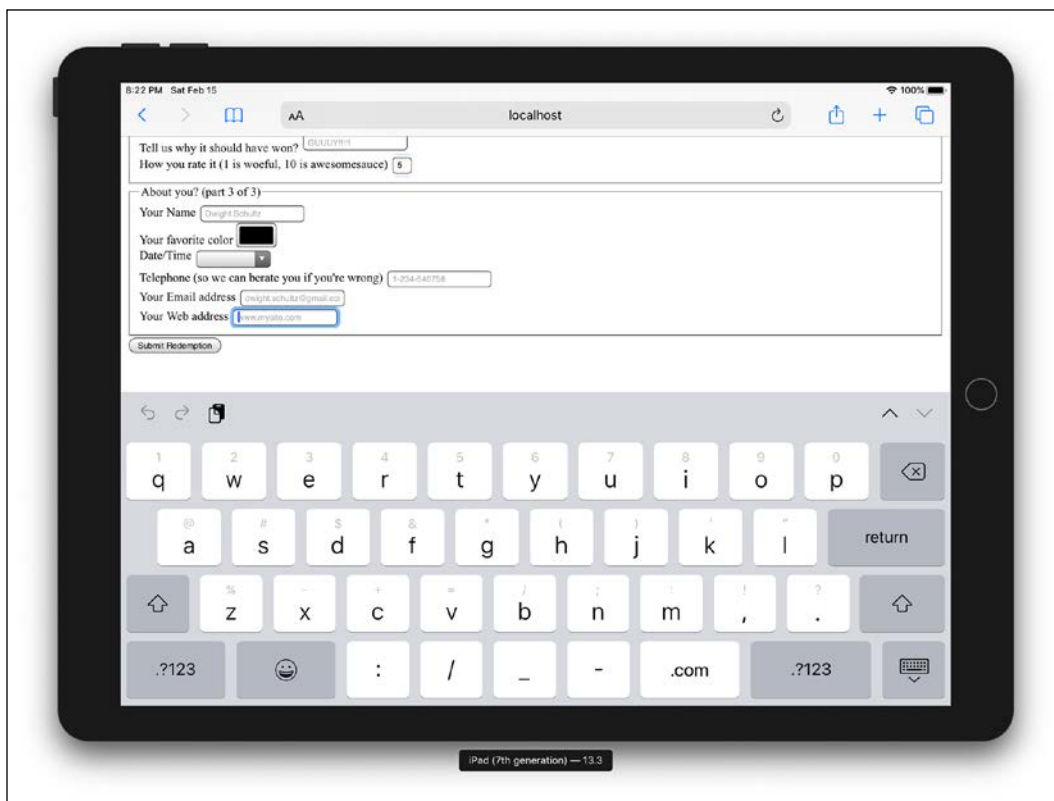 8:22 PM Sat Feb 15
100%
AA localhost
Tell us why it should have won?
How you rate it (1 is woeful, 10 is awesomesauce) 5
About you? (part 3 of 3)
Your Name Dwight Schultz
Your favorite color
Date/Time
Telephone (so we can berate you if you're wrong) 1-234-546758
Your Email address dwight.schultz@gmail.co
Your Web address www.mysite.com
Submit Redemption
1 2 3 4 5 6 7 8 9 0
q w e r t y u i o p
@ # $ & * ( ) ' "
a s d f g h j k l return
% - + = / ; : ! ?
z x c v b n m , .
.?123 : / _ - .com .?123
iPad (7th generation) — 13.3